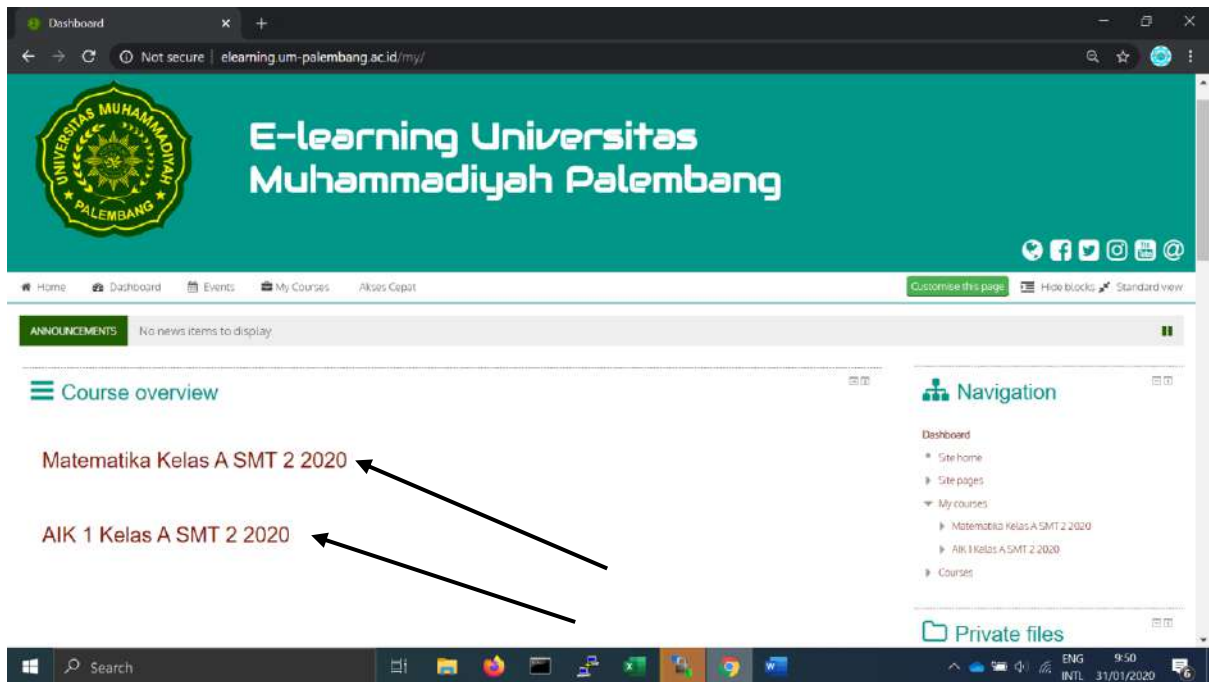 Dashboard
Not secure | elearning.um-palembang.ac.id/my/
UNIVERSITAS MUHAMMADIYAH
PALEMBANG
E-learning Universitas
Muhammadiyah Palembang
Home Dashboard Events My Courses Akses Cepat Customise this page Hide blocks Standard view
ANNOUNCEMENTS No news items to display
Course overview
Matematika Kelas A SMT 2 2020
AIK 1 Kelas A SMT 2 2020
Navigation
Dashboard
Site home
Site pages
My courses
Matematika Kelas A SMT 2 2020
AIK 1 Kelas A SMT 2 2020
Courses
Private files
Search
ENG 9:50
INTL 31/01/2020
6